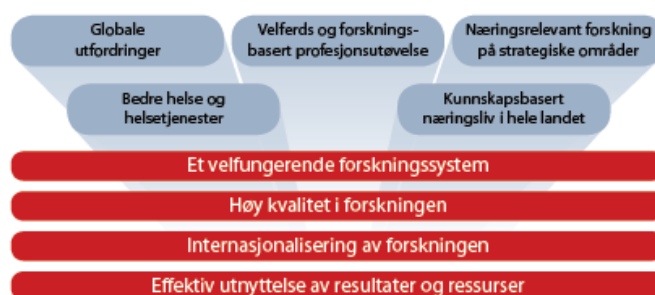 Globale
utfordringer
Velferds og forsknings-
basert profesjonsutøvelse
Næringsrelevant forskning
på strategiske områder
Bedre helse og
helsetjenester
Kunnskapsbasert
næringsliv i hele landet
Et velfungerende forskningssystem
Høy kvalitet i forskningen
Internasjonalisering av forskningen
Effektiv utnyttelse av resultater og ressurser